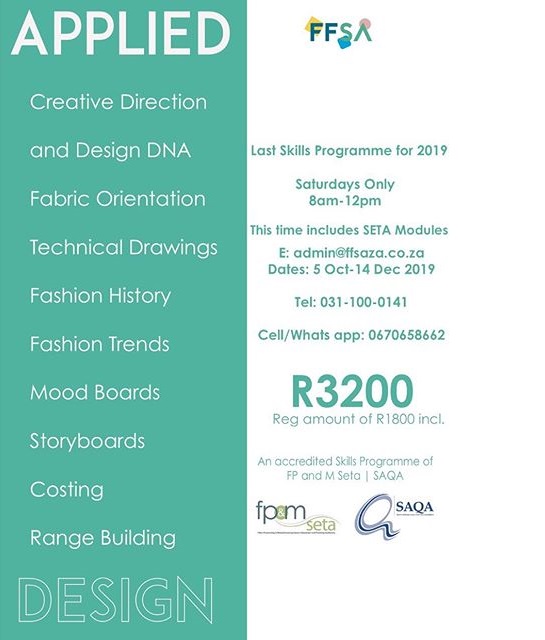 APPLIED
Creative Direction
and Design DNA
Fabric Orientation
Technical Drawings
Fashion History
Fashion Trends
Mood Boards
Storyboards
Costing
Range Building
DESIGN
FFSA
Last Skills Programme for 2019
Saturdays Only
8am-12pm
This time includes SETA Modules
E: admin@ffsaza.co.za
Dates: 5 Oct-14 Dec 2019
Tel: 031-100-0141
Cell/Whats app: 0670658662
R3200
Reg amount of R1800 incl.
An accredited Skills Programme of
FP and M Seta | SAQA
fp&m
seta
SAQA